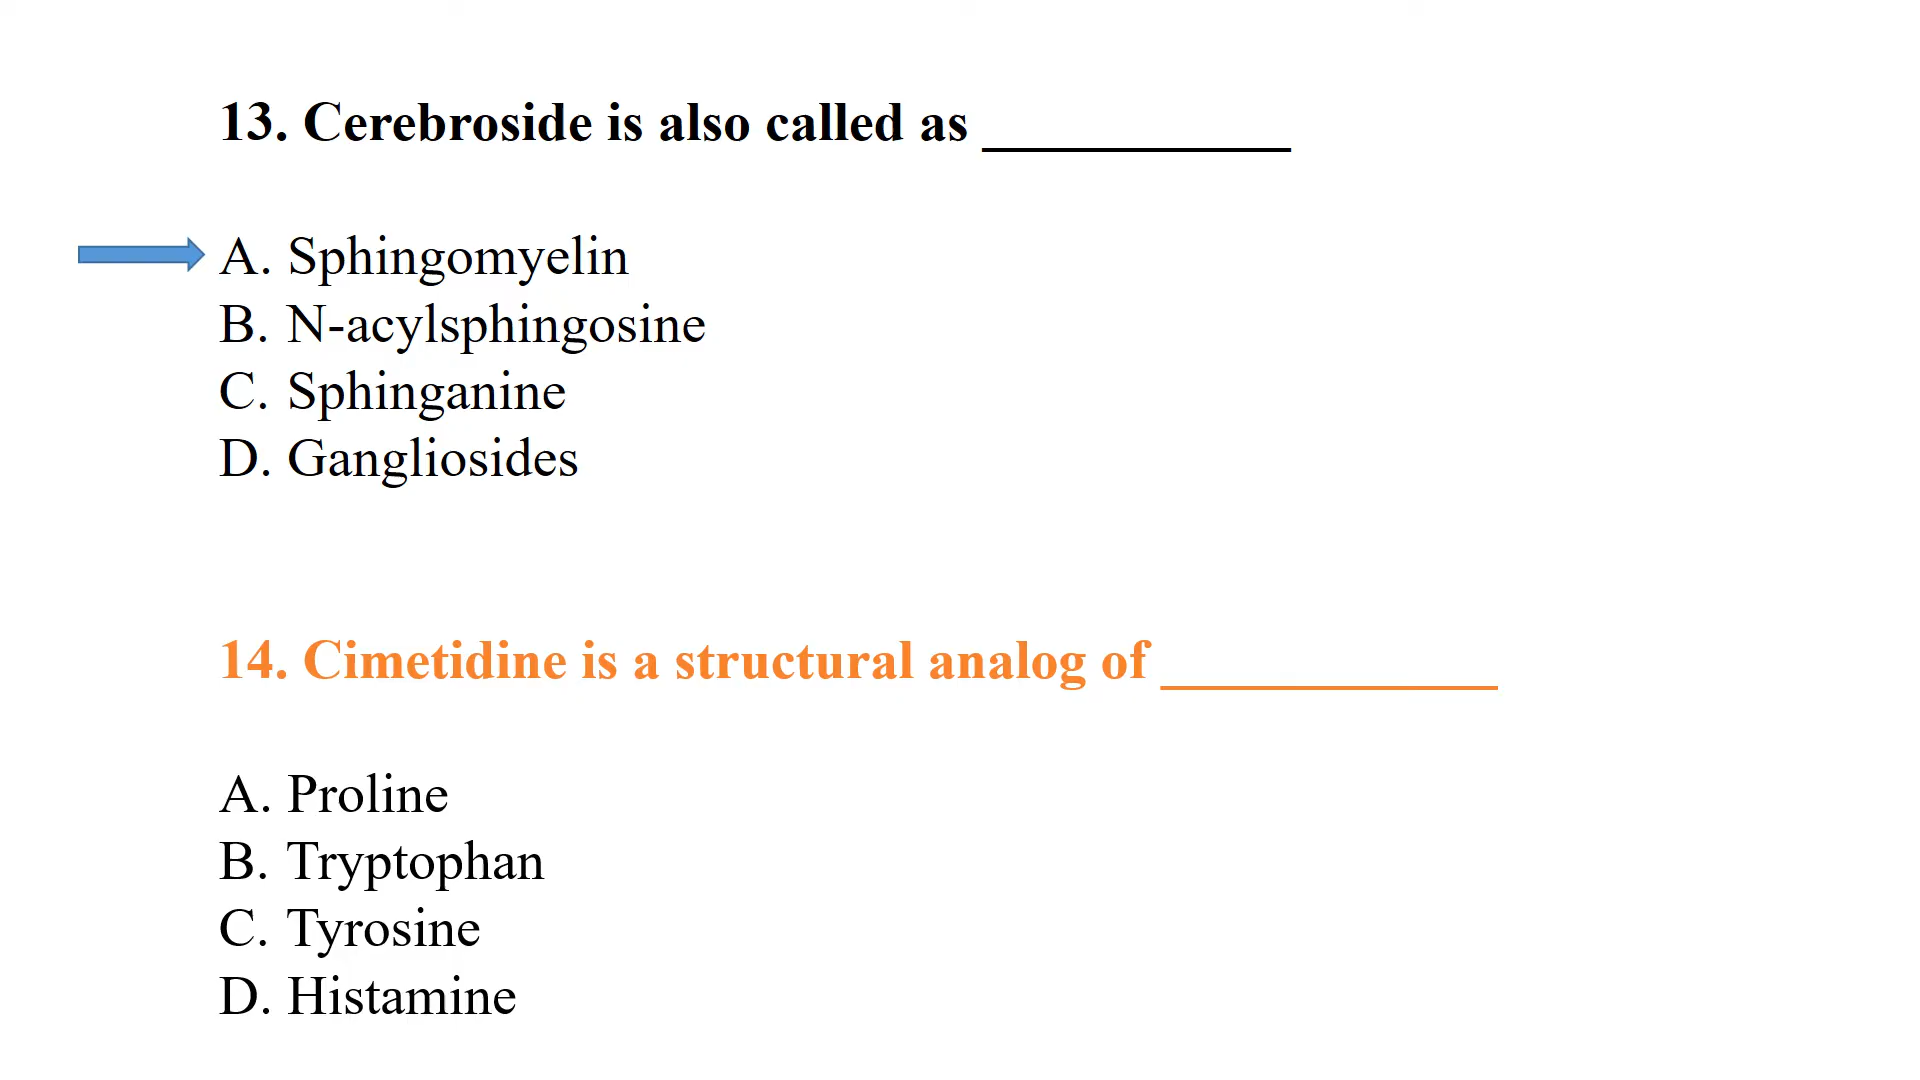 13. Cerebroside is also called as ___________
A. Sphingomyelin
B. N-acylsphingosine
C. Sphinganine
D. Gangliosides
14. Cimetidine is a structural analog of ____________
A. Proline
B. Tryptophan
C. Tyrosine
D. Histamine